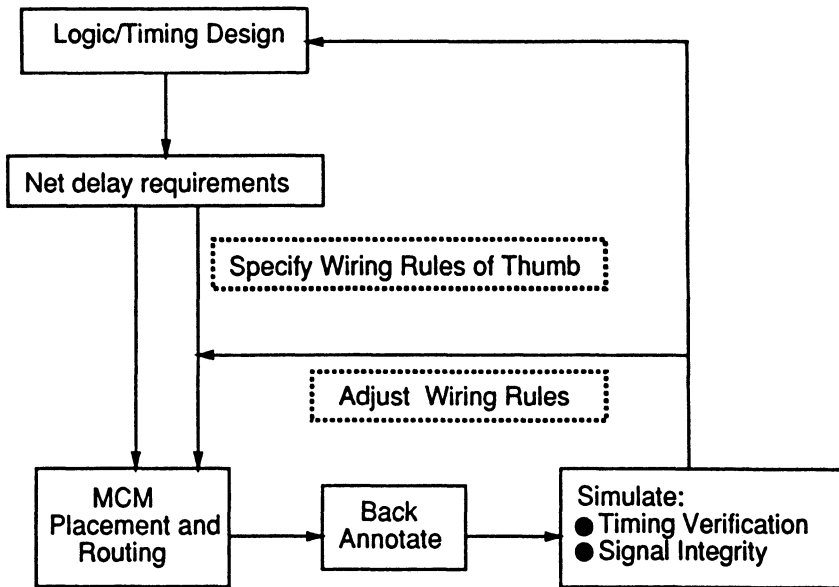 Logic/Timing Design
Net delay requirements
Specify Wiring Rules of Thumb
Adjust Wiring Rules
MCM
Placement and
Routing
Back
Annotate
Simulate:
● Timing Verification
● Signal Integrity